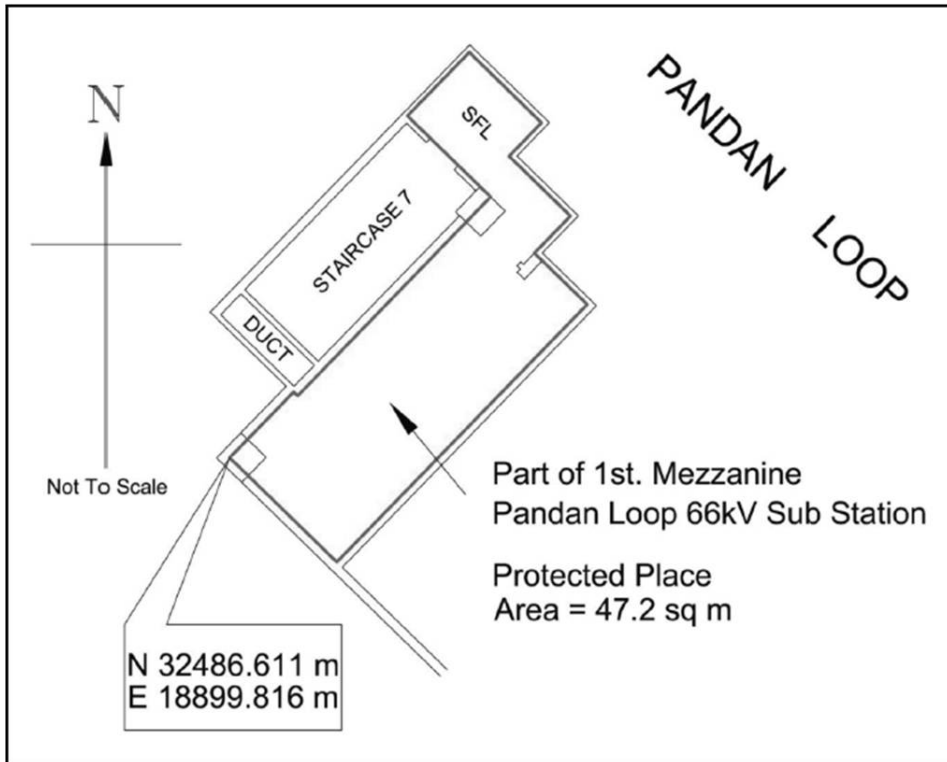 PANDAN
LOOP
N
SFL
STAIRCASE 7
DUCT
Not To Scale
Part of 1st. Mezzanine
Pandan Loop 66kV Sub Station
Protected Place
Area = 47.2 sq m
N 32486.611 m
E 18899.816 m